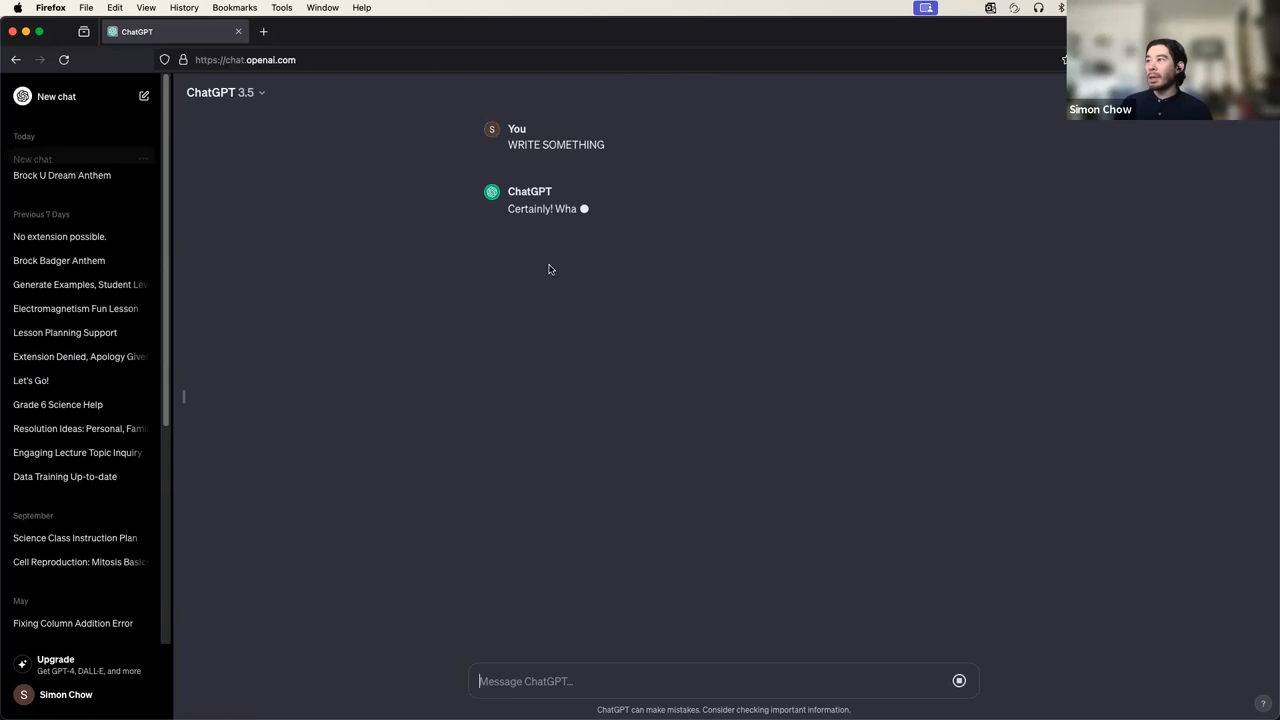 Firefox File Edit View History Bookmarks Tools Window Help
ChatGPT
https://chat.openai.com
Simon Chow
New chat
ChatGPT 3.5
Today
New chat
Brock U Dream Anthem
Previous 7 Days
No extension possible.
Brock Badger Anthem
Generate Examples, Student Lev
Electromagnetism Fun Lesson
Lesson Planning Support
Extension Denied, Apology Give
Let's Go!
Grade 6 Science Help
Resolution Ideas: Personal, Fami
Engaging Lecture Topic Inquiry
Data Training Up-to-date
September
Science Class Instruction Plan
Cell Reproduction: Mitosis Basic
May
Fixing Column Addition Error
Upgrade
Get GPT-4, DALL·E, and more
S
Simon Chow
S
You
WRITE SOMETHING
ChatGPT
Certainly! Wha
Message ChatGPT...
ChatGPT can make mistakes. Consider checking important information.
?